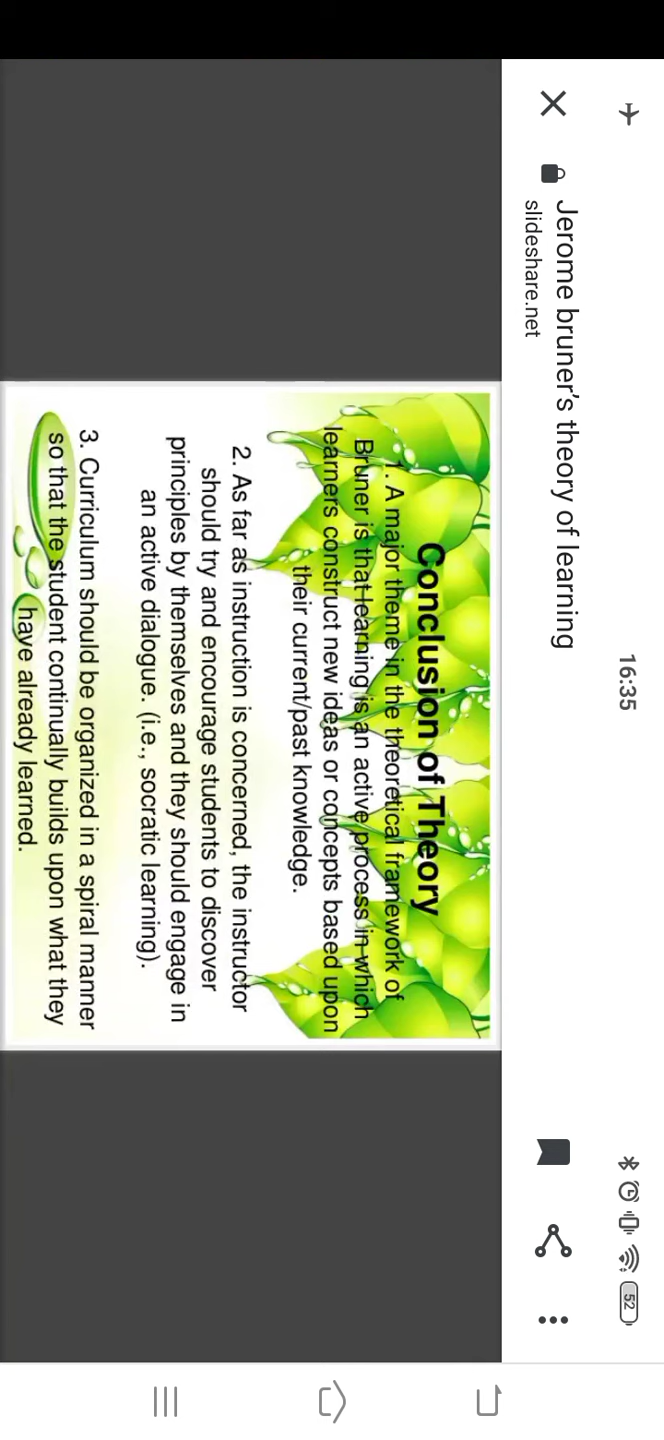 16:35
52
Jerome bruner's theory of learning
slideshare.net
Conclusion of Theory
1. A major theme in the theoretical framework of
Bruner is that learning is an active process in which
learners construct new ideas or concepts based upon
their current/past knowledge.
2. As far as instruction is concerned, the instructor
should try and encourage students to discover
principles by themselves and they should engage in
an active dialogue. (i.e., socratic learning).
3. Curriculum should be organized in a spiral manner
so that the student continually builds upon what they
have already learned.